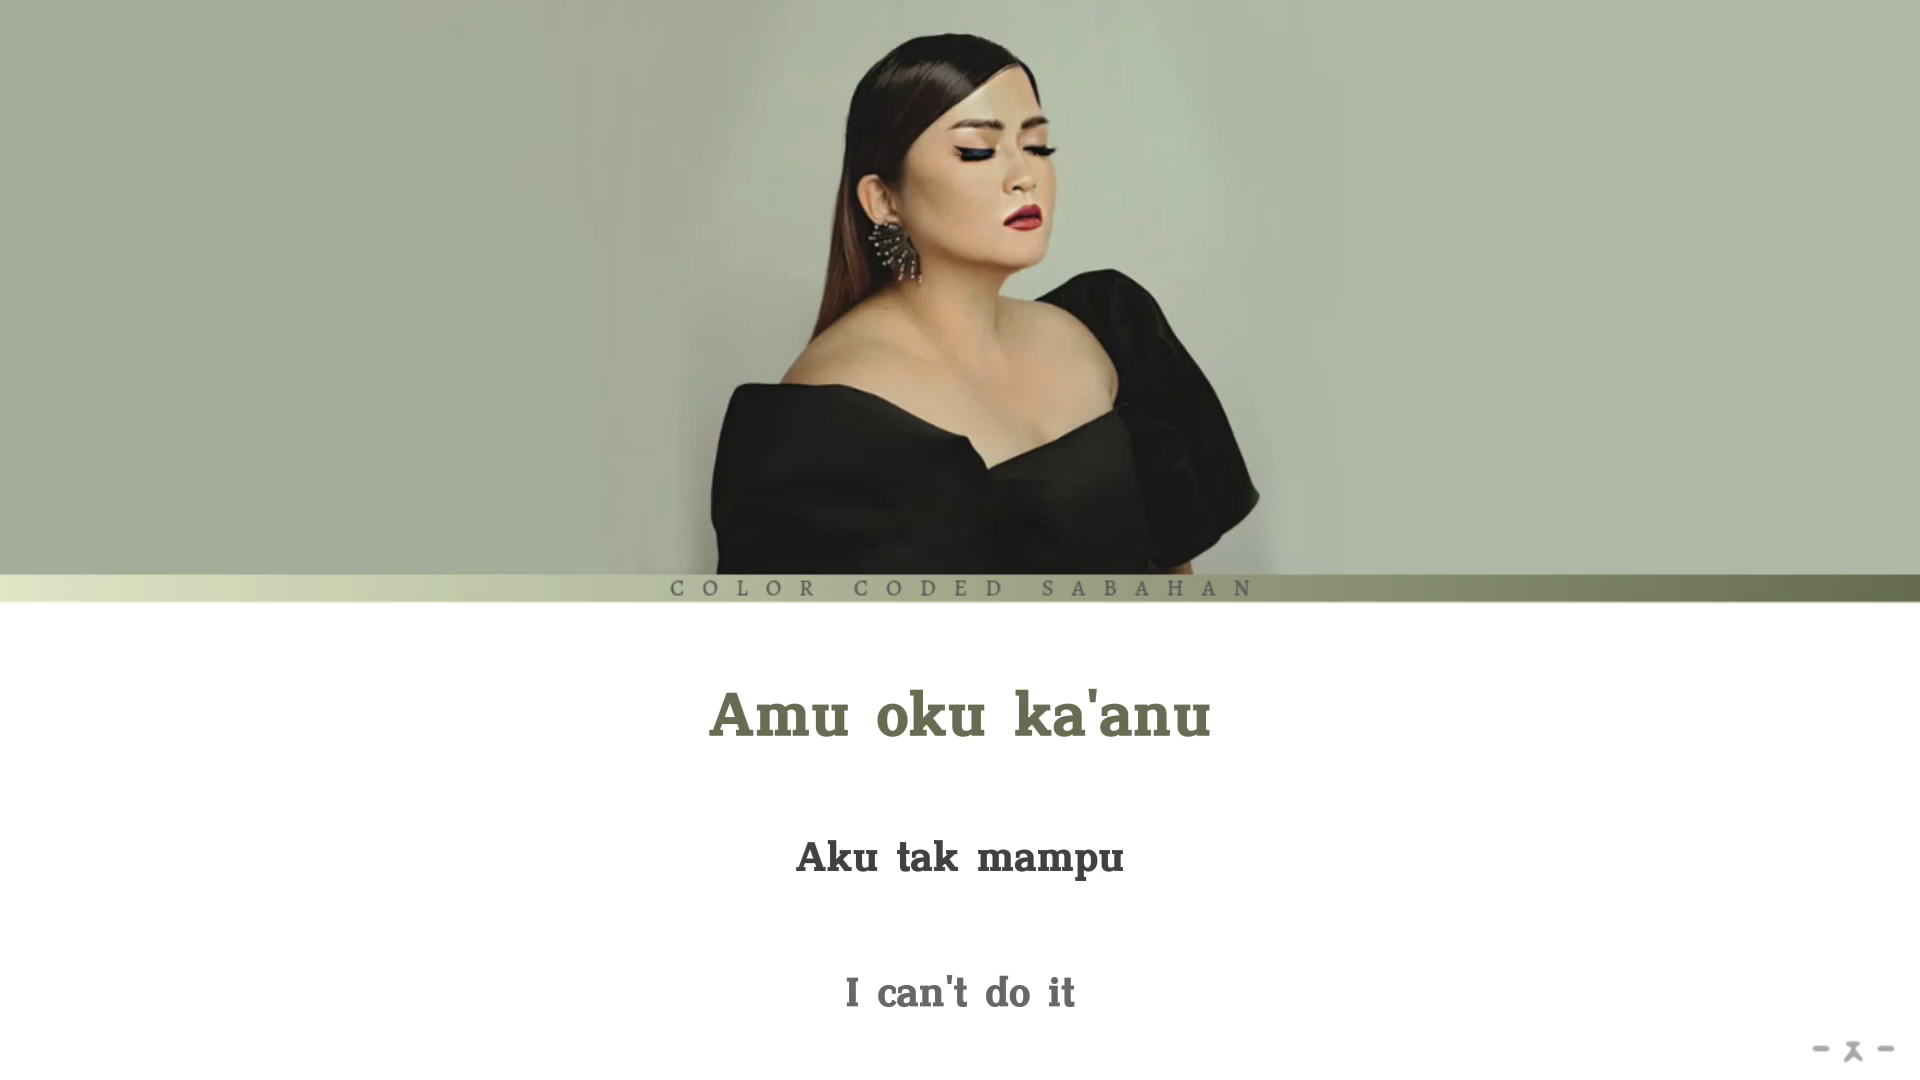 COLOR CODED SABAHAN
Amu oku ka'anu
Aku tak mampu
I can't do it